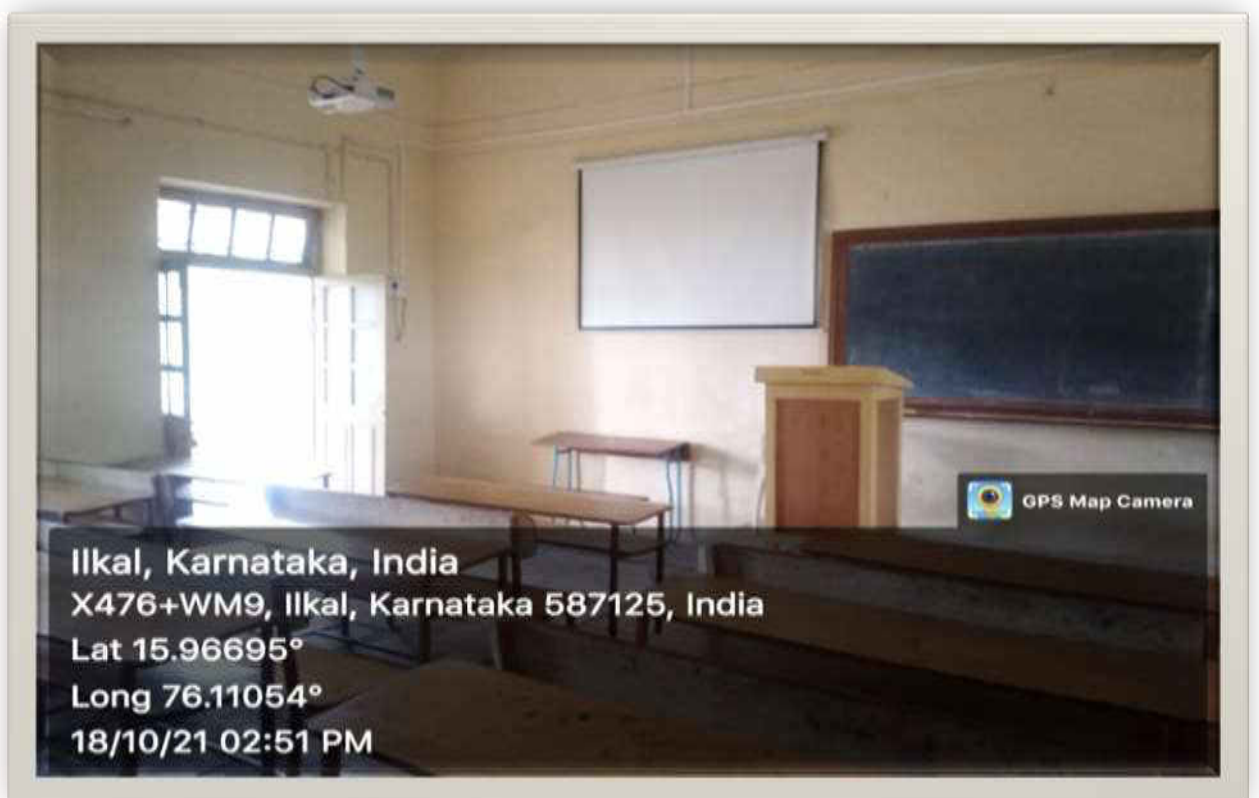 GPS Map Camera
Ilkal, Karnataka, India
X476+WM9, Ilkal, Karnataka 587125, India
Lat 15.96695°
Long 76.11054°
18/10/21 02:51 PM